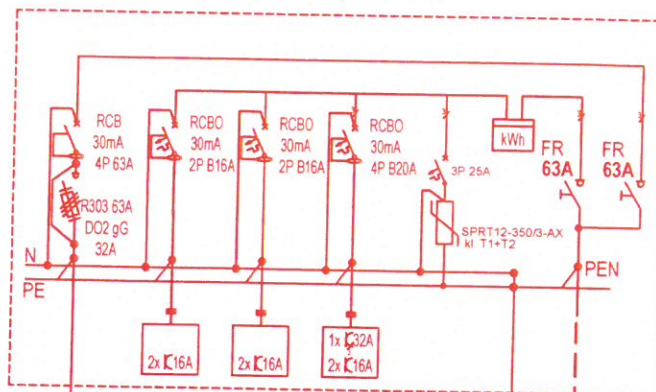 RCB
30mA
4P 63A
R303 63A
DO2 gG
32A
RCBO
30mA
2P B16A
RCBO
30mA
2P B16A
RCBO
30mA
4P B20A
3P 25A
SPRT12-350/3-AX
kl T1+T2
kWh
FR
63A
FR
63A
N
PE
PEN
2x 16A
2x 16A
1x 32A
2x 16A